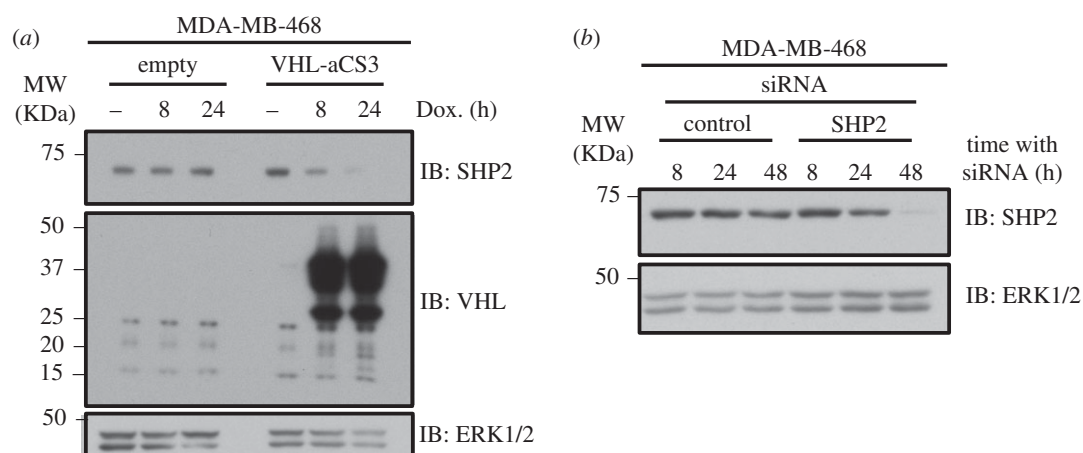 (a)
MDA-MB-468
empty VHL-aCS3
MW
(KDa)
– 8 24 – 8 24 Dox. (h)
75
IB: SHP2
50
37
25
20
15
IB: VHL
50
IB: ERK1/2
(b)
MDA-MB-468
siRNA
control SHP2
MW
(KDa)
8 24 48 8 24 48
time with
siRNA (h)
75
IB: SHP2
50
IB: ERK1/2